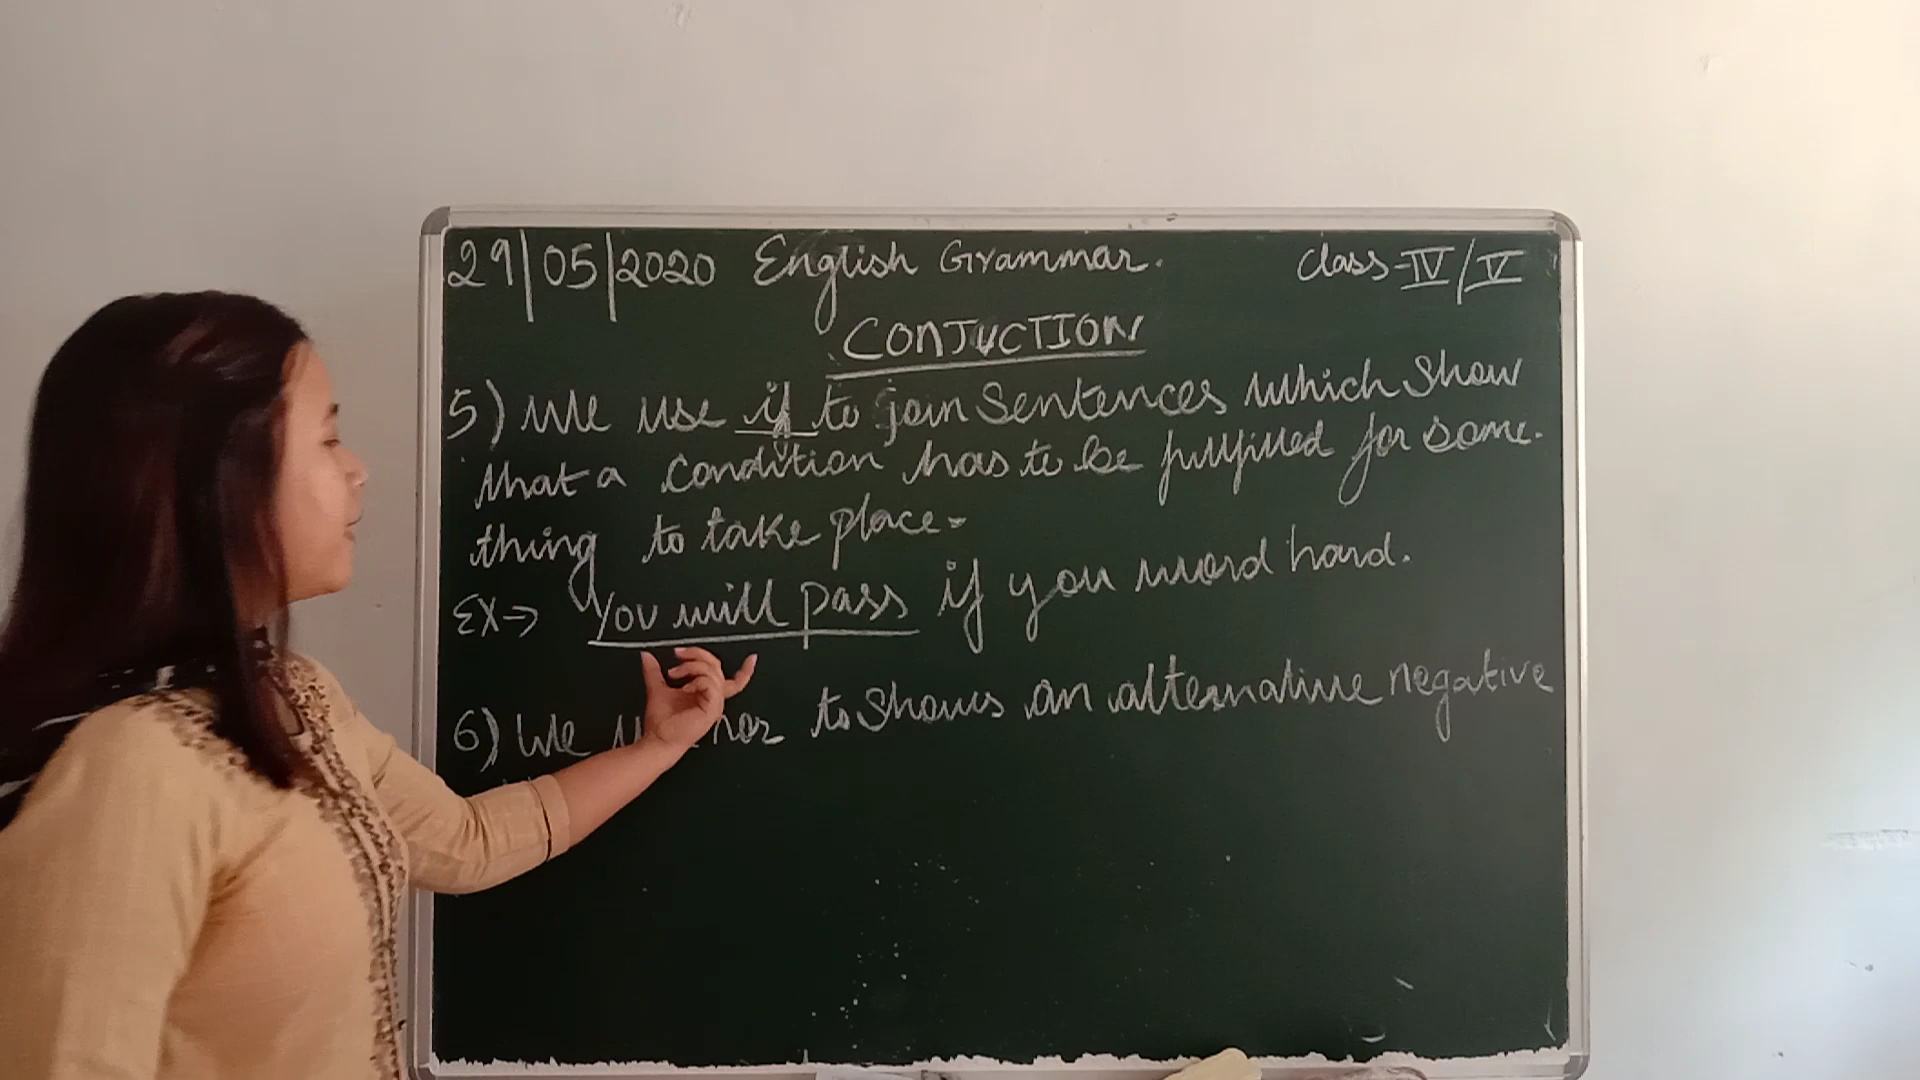 29|05|2020 English Grammar. Class-IV/V
CONJUCTION
5) We use if to join sentences which show
that a condition has to be fulfilled for some-
thing to take place-
EX→ You will pass if you word hard.
6) We nor to shows an alternative negative